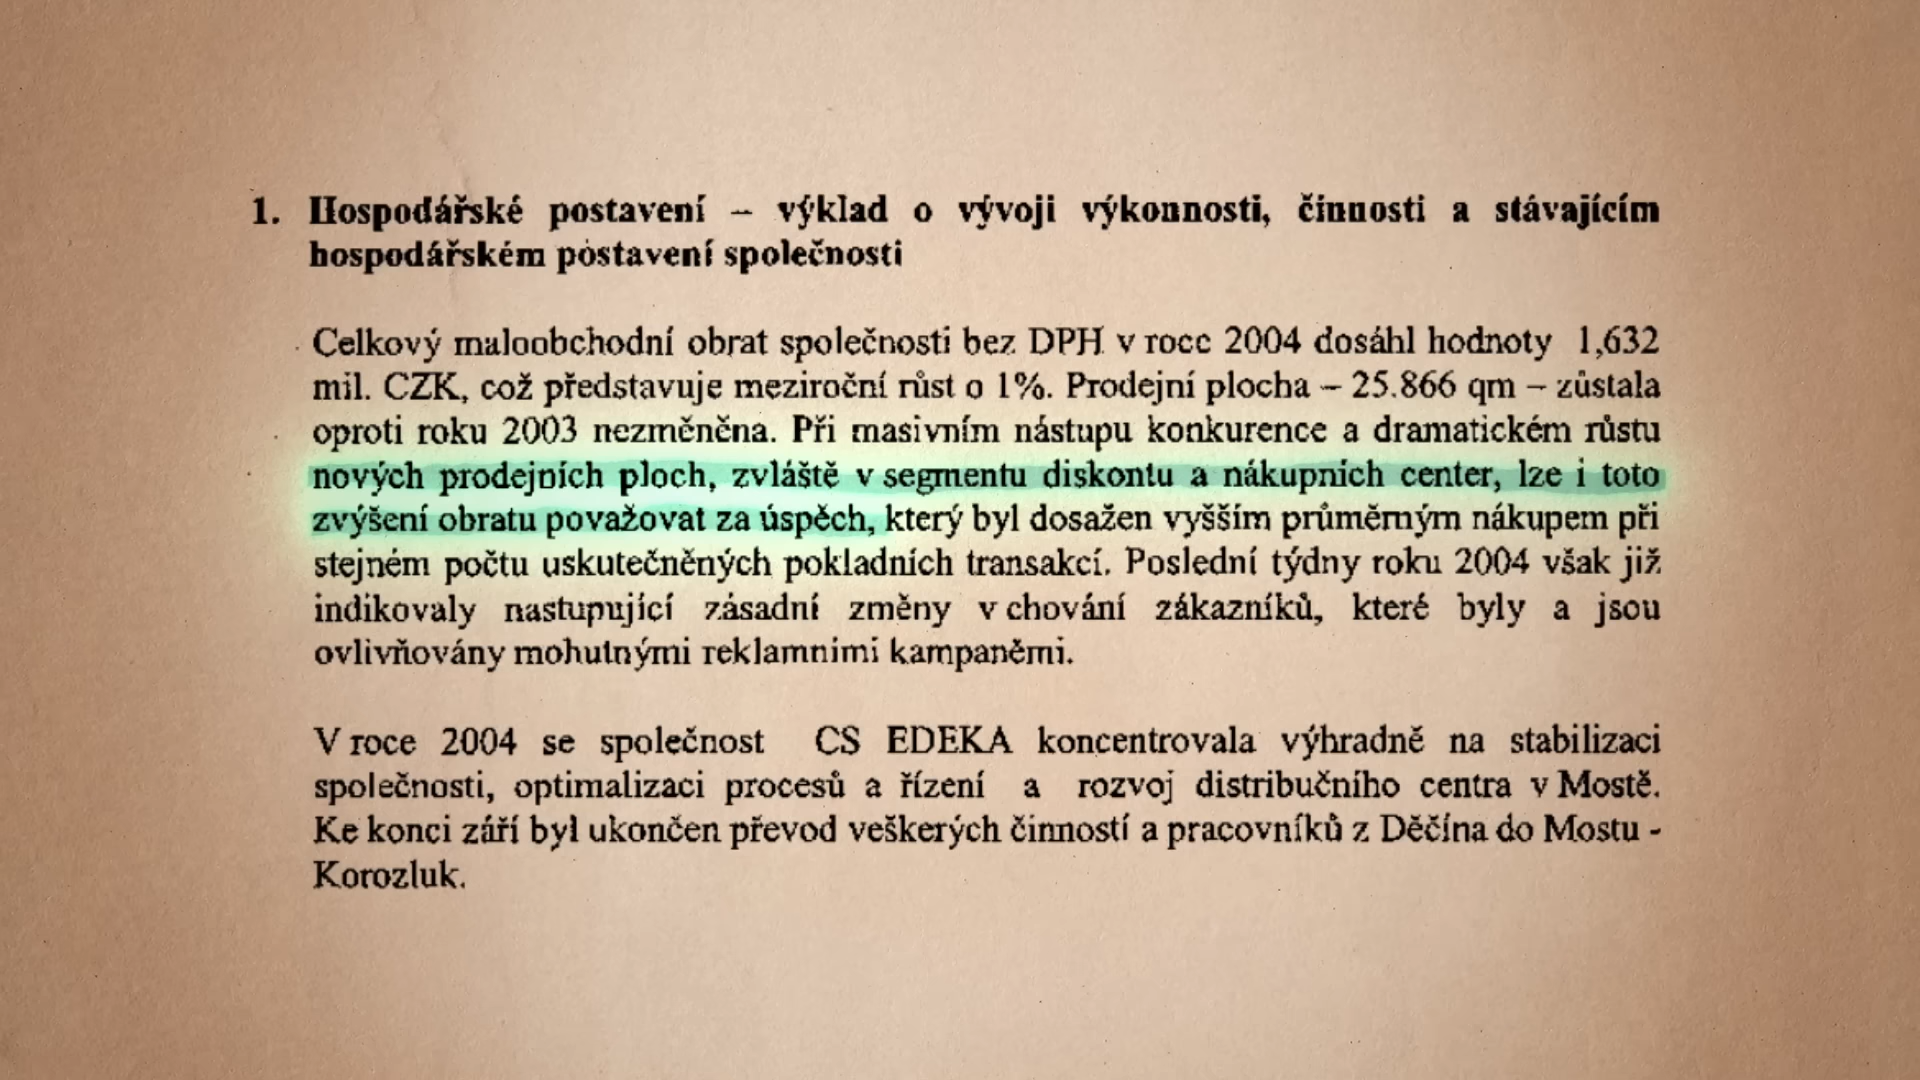 1. Hospodářské postavení – výklad o vývoji výkonnosti, činnosti a stávajícím
hospodářském postavení společnosti
Celkový maloobchodní obrat společnosti bez DPH v roce 2004 dosáhl hodnoty 1,632
mil. CZK, což představuje meziroční růst o 1%. Prodejní plocha – 25.866 qm – zůstala
oproti roku 2003 nezměněna. Při masivním nástupu konkurence a dramatickém růstu
nových prodejních ploch, zvláště v segmentu diskontu a nákupních center, lze i toto
zvýšení obratu považovat za úspěch, který byl dosažen vyšším průměrným nákupem při
stejném počtu uskutečněných pokladních transakcí. Poslední týdny roku 2004 však již
indikovaly nastupující zásadní změny v chování zákazníků, které byly a jsou
ovlivňovány mohutnými reklamními kampaněmi.
V roce 2004 se společnost CS EDEKA koncentrovala výhradně na stabilizaci
společnosti, optimalizaci procesů a řízení a rozvoj distribučního centra v Mostě.
Ke konci září byl ukončen převod veškerých činností a pracovníků z Děčína do Mostu -
Korozluk.